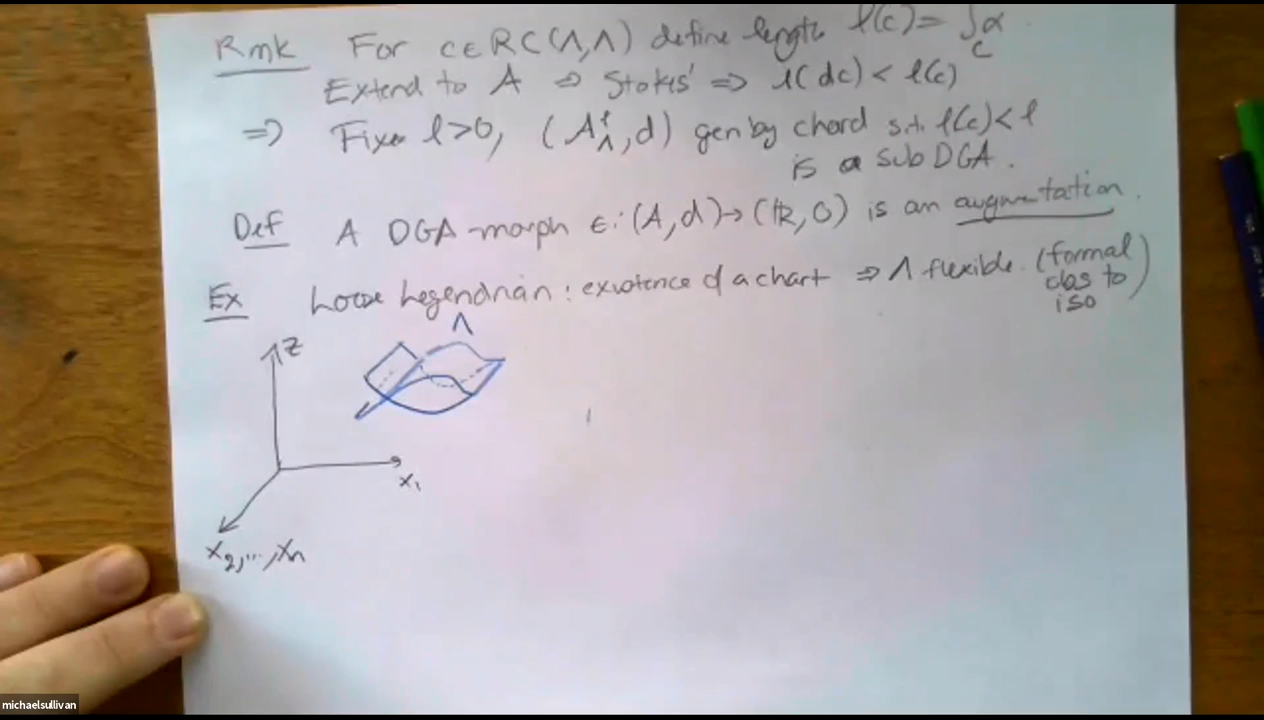 Rmk For c∈RC(Λ,Λ) define length ℓ(c) = ∫_c α
Extend to A ⇒ Stokes' ⇒ ℓ(dc) < ℓ(c)
⇒ Fix ℓ>0, (A^ℓ_Λ, d) gen by chord s.t. ℓ(c)<ℓ
is a sub DGA.
Def A DGA-morph ε: (A,d)→(k,0) is an augmentation.
Ex Loose Legendrian: existence of a chart ⇒ Λ flexible. (formal
clos to
iso)
Λ
z
x₁
x₂,...,xₙ
michaelsullivan